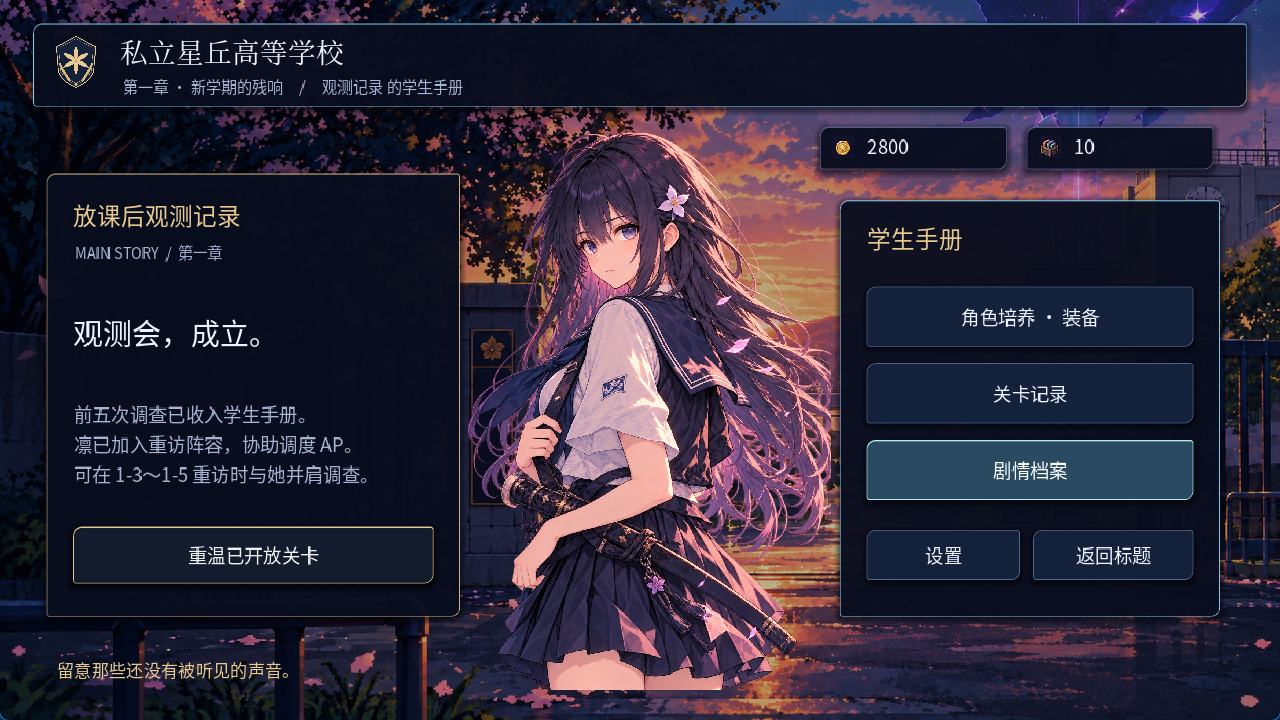 私立星丘高等学校
第一章 · 新学期的残响 / 观测记录 的学生手册
2800
10
放课后观测记录
MAIN STORY / 第一章
观测会，成立。
前五次调查已收入学生手册。
凛已加入重访阵容，协助调度 AP。
可在 1-3～1-5 重访时与她并肩调查。
重温已开放关卡
学生手册
角色培养 · 装备
关卡记录
剧情档案
设置
返回标题
留意那些还没有被听见的声音。